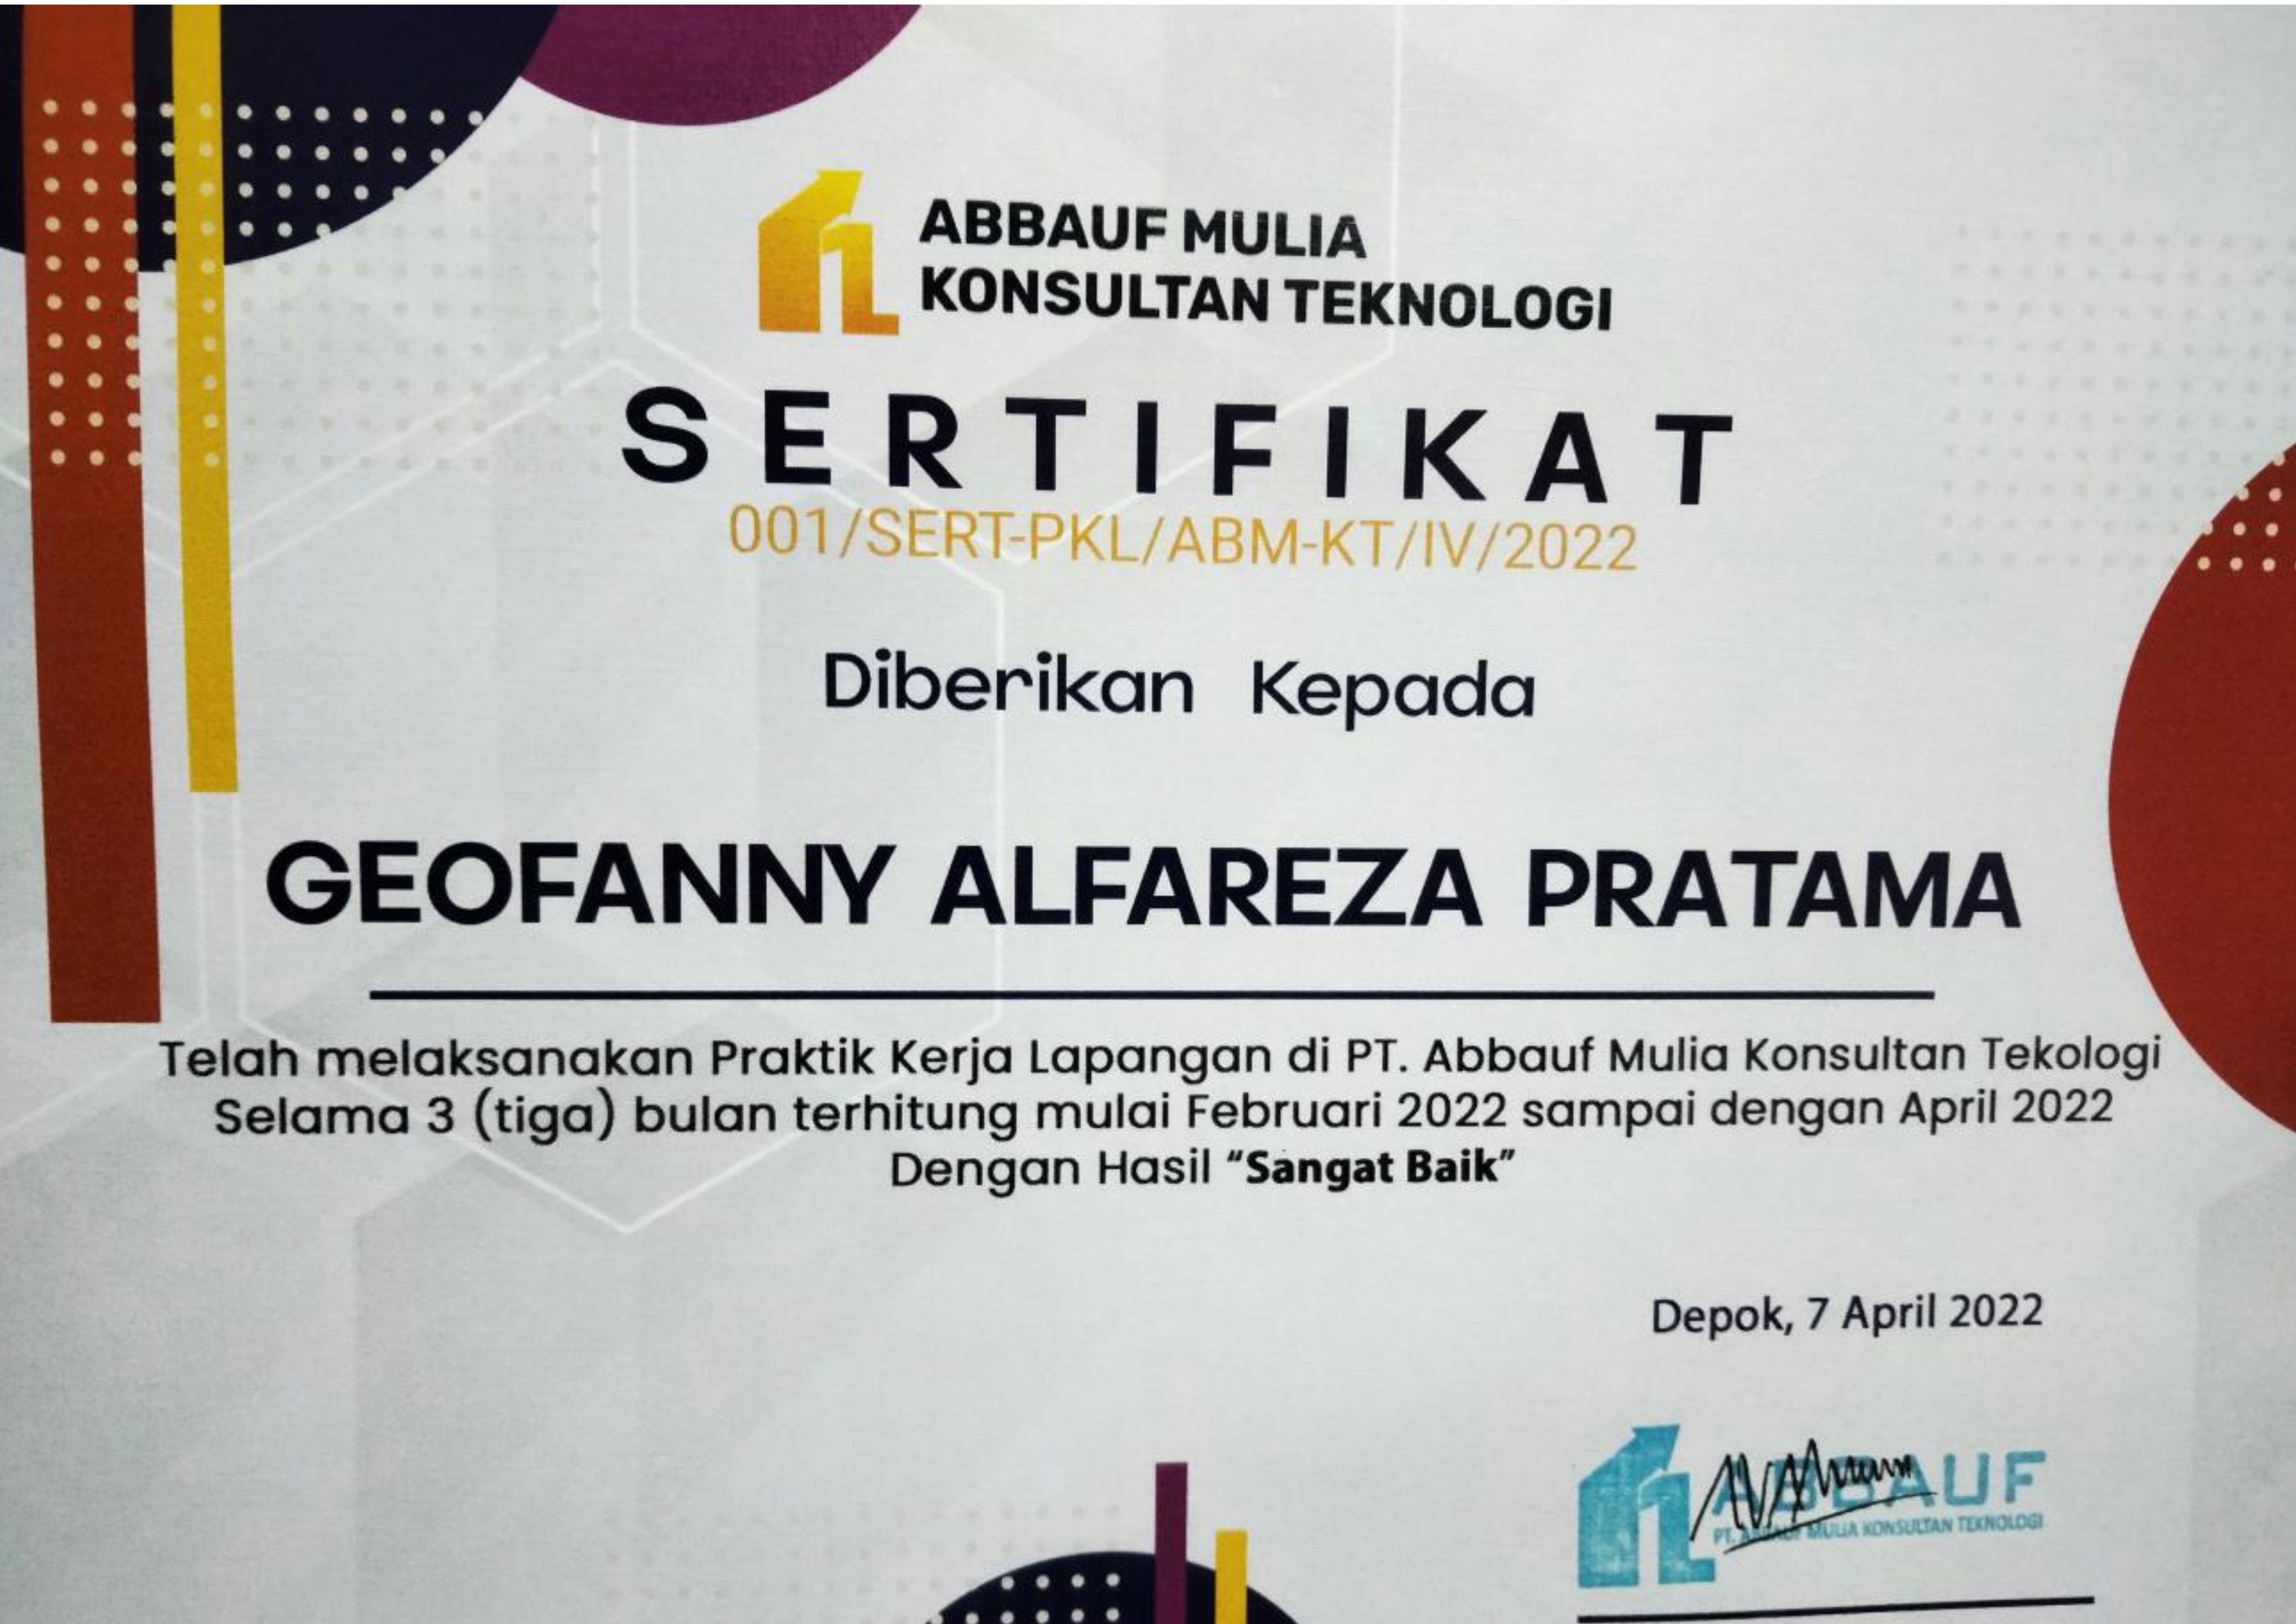 ABBAUF MULIA
KONSULTAN TEKNOLOGI
SERTIFIKAT
001/SERT-PKL/ABM-KT/IV/2022
Diberikan Kepada
GEOFANNY ALFAREZA PRATAMA
Telah melaksanakan Praktik Kerja Lapangan di PT. Abbauf Mulia Konsultan Tekologi
Selama 3 (tiga) bulan terhitung mulai Februari 2022 sampai dengan April 2022
Dengan Hasil “Sangat Baik”
Depok, 7 April 2022
ABBAUF
PT. ABBAUF MULIA KONSULTAN TEKNOLOGI